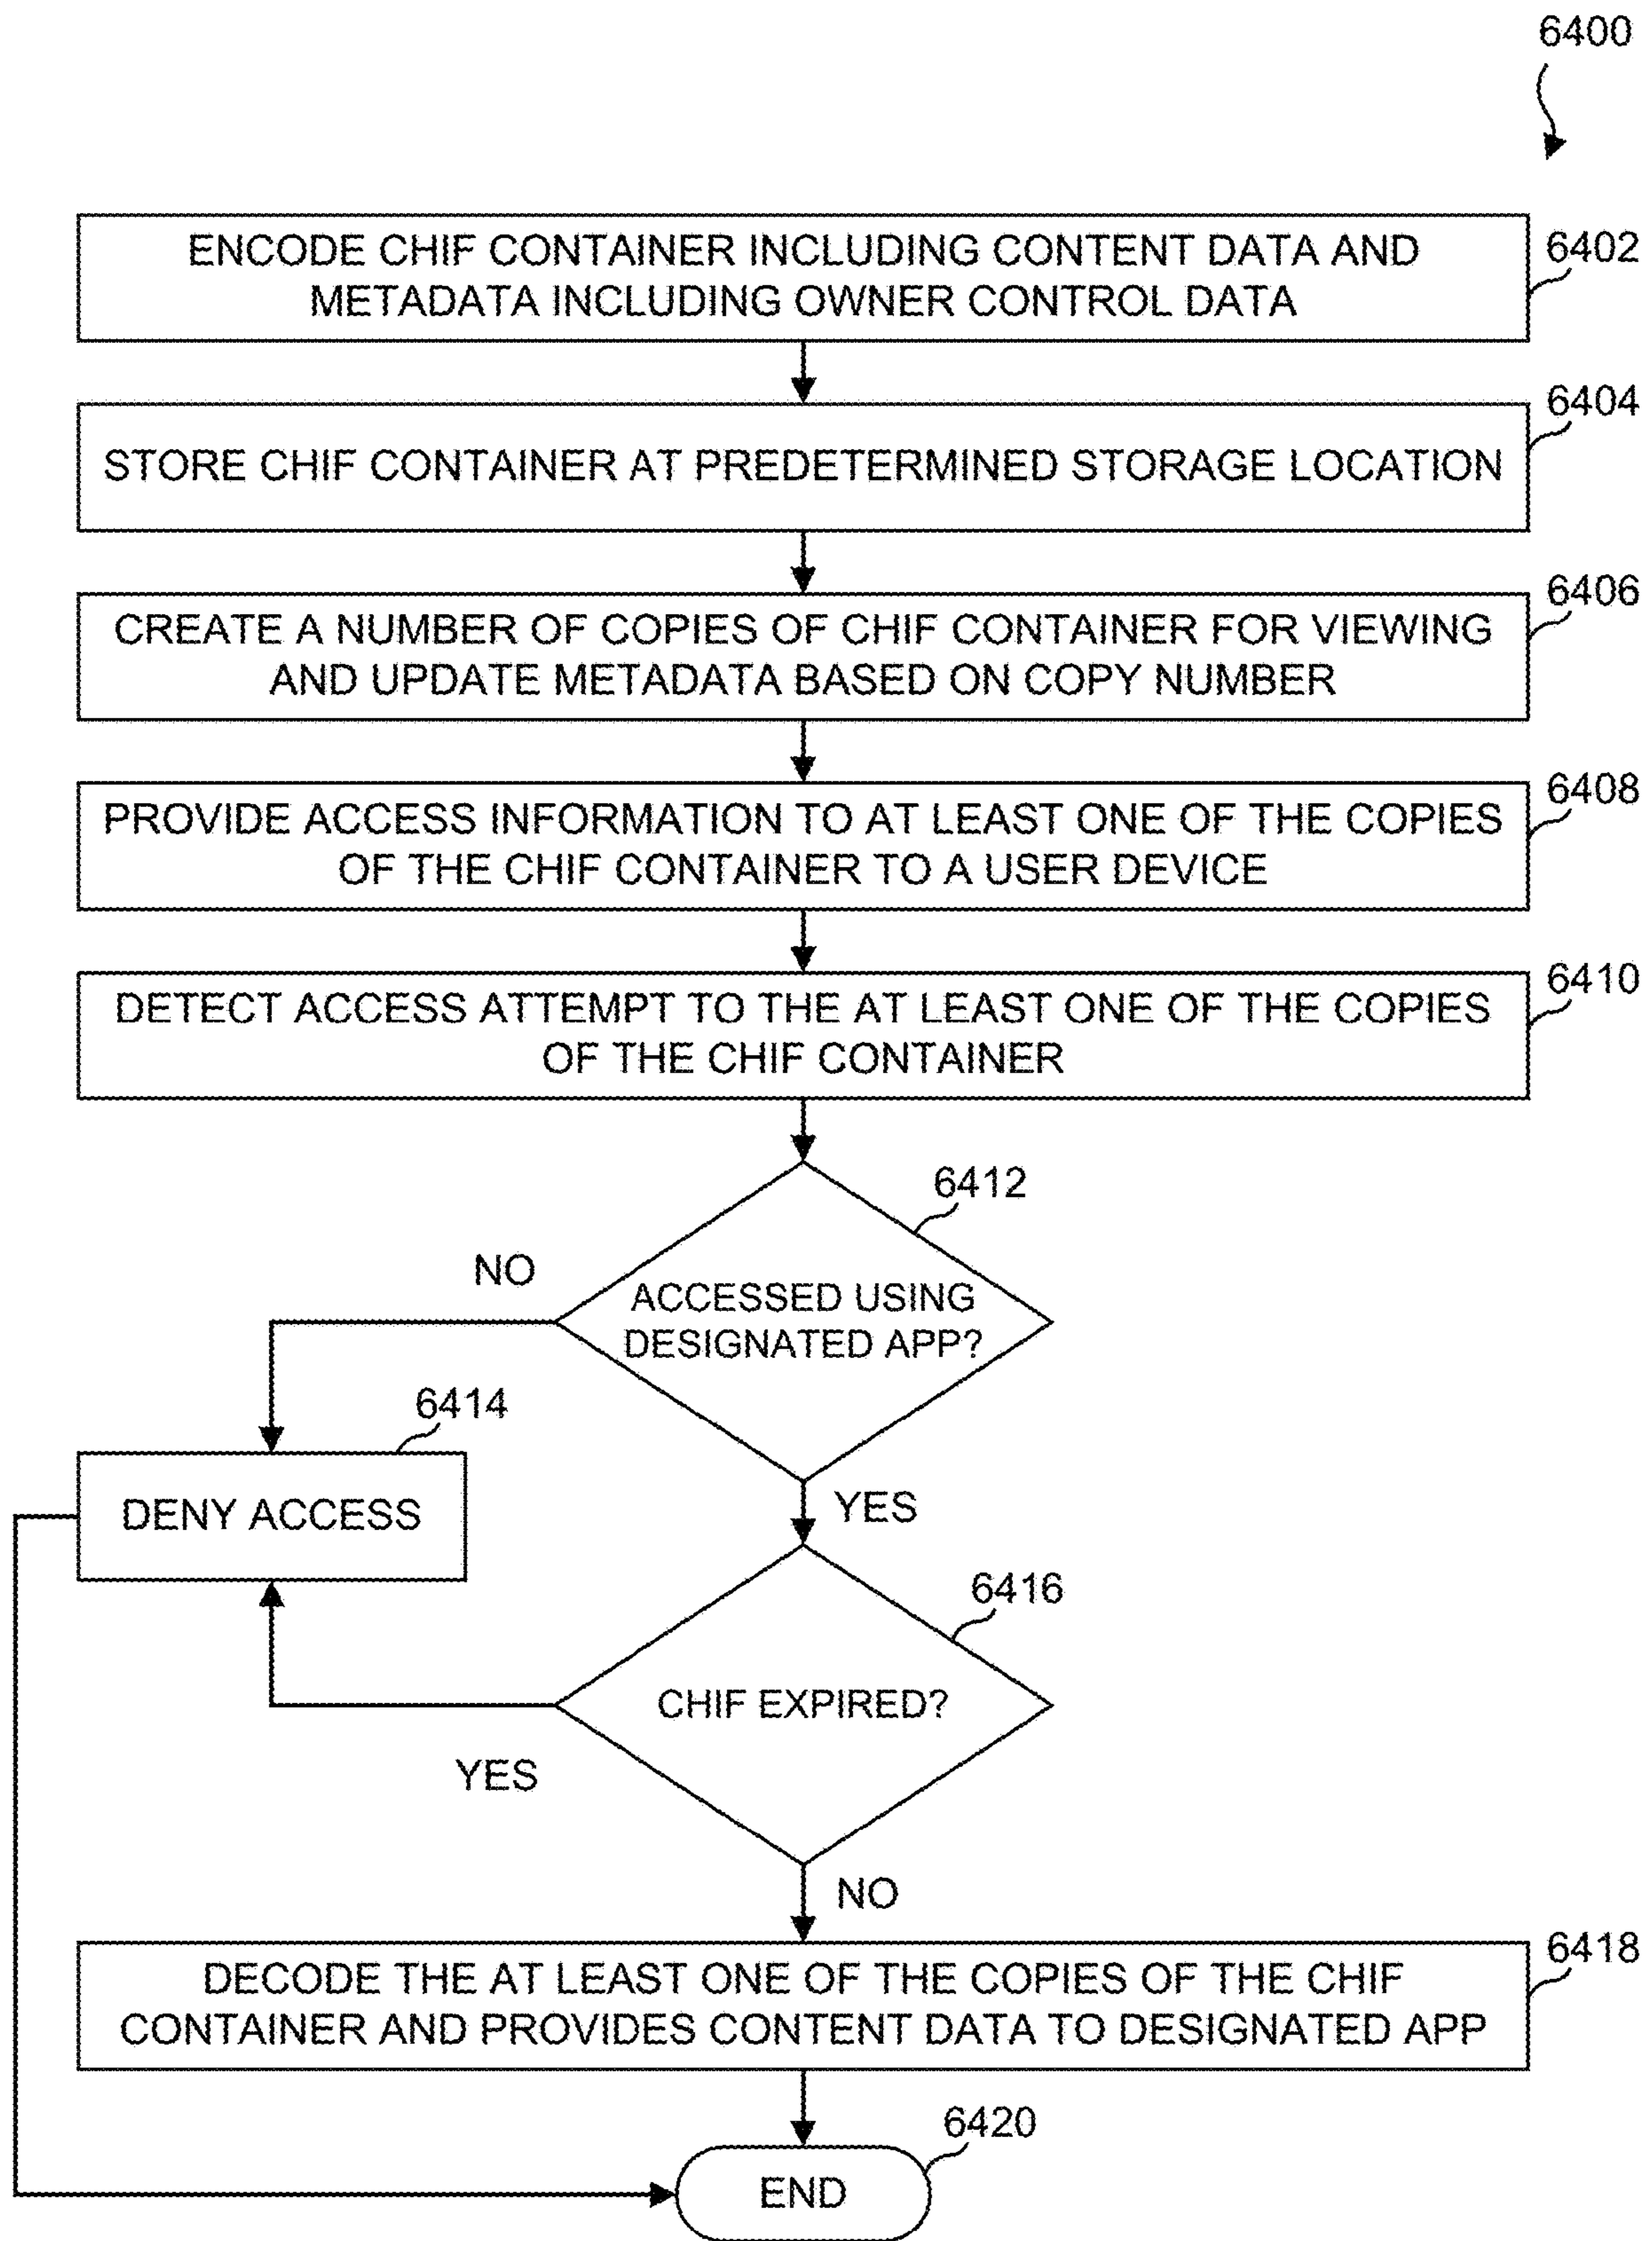 6400
ENCODE CHIF CONTAINER INCLUDING CONTENT DATA AND
METADATA INCLUDING OWNER CONTROL DATA
6402
STORE CHIF CONTAINER AT PREDETERMINED STORAGE LOCATION
6404
CREATE A NUMBER OF COPIES OF CHIF CONTAINER FOR VIEWING
AND UPDATE METADATA BASED ON COPY NUMBER
6406
PROVIDE ACCESS INFORMATION TO AT LEAST ONE OF THE COPIES
OF THE CHIF CONTAINER TO A USER DEVICE
6408
DETECT ACCESS ATTEMPT TO THE AT LEAST ONE OF THE COPIES
OF THE CHIF CONTAINER
6410
6412
NO
ACCESSED USING
DESIGNATED APP?
6414
DENY ACCESS
YES
6416
CHIF EXPIRED?
YES
NO
DECODE THE AT LEAST ONE OF THE COPIES OF THE CHIF
CONTAINER AND PROVIDES CONTENT DATA TO DESIGNATED APP
6418
6420
END